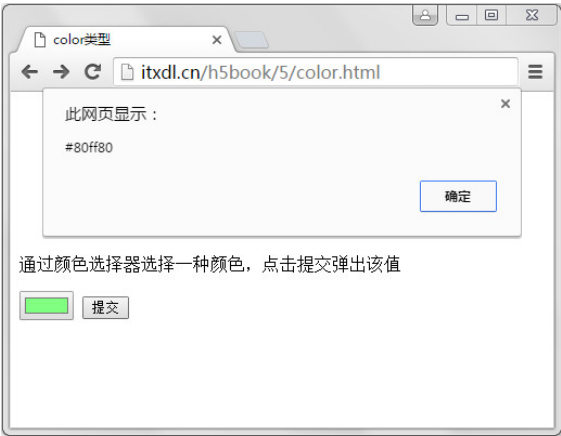 color类型
itxdl.cn/h5book/5/color.html
此网页显示：
#80ff80
确定
通过颜色选择器选择一种颜色，点击提交弹出该值
提交